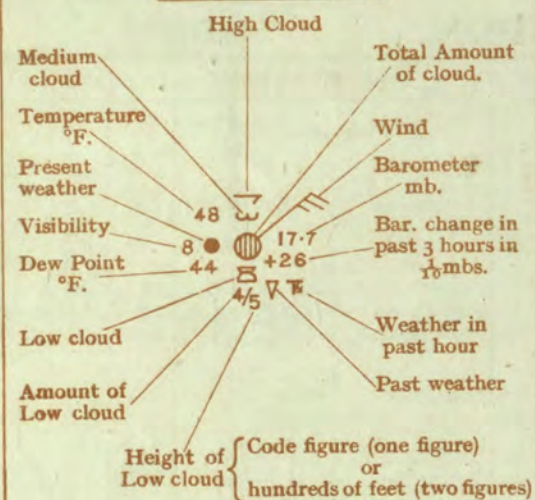 High Cloud
Medium
cloud
Total Amount
of cloud.
Temperature
°F.
Wind
Present
weather
Barometer
mb.
48
Visibility
8
17·7
Bar. change in
past 3 hours in
1/10 mbs.
Dew Point
°F.
44
+26
4/5
Low cloud
Weather in
past hour
Amount of
Low cloud
Past weather
Height of
Low cloud
Code figure (one figure)
or
hundreds of feet (two figures)